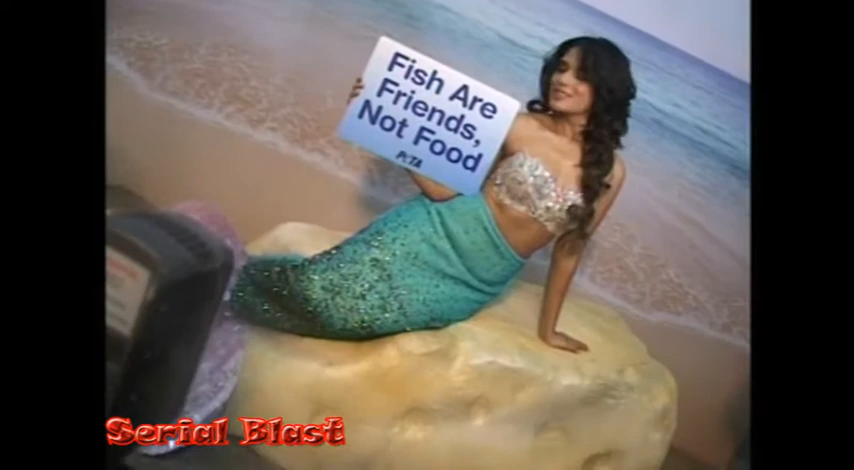 Fish Are
Friends,
Not Food
PETA
Serial Blast